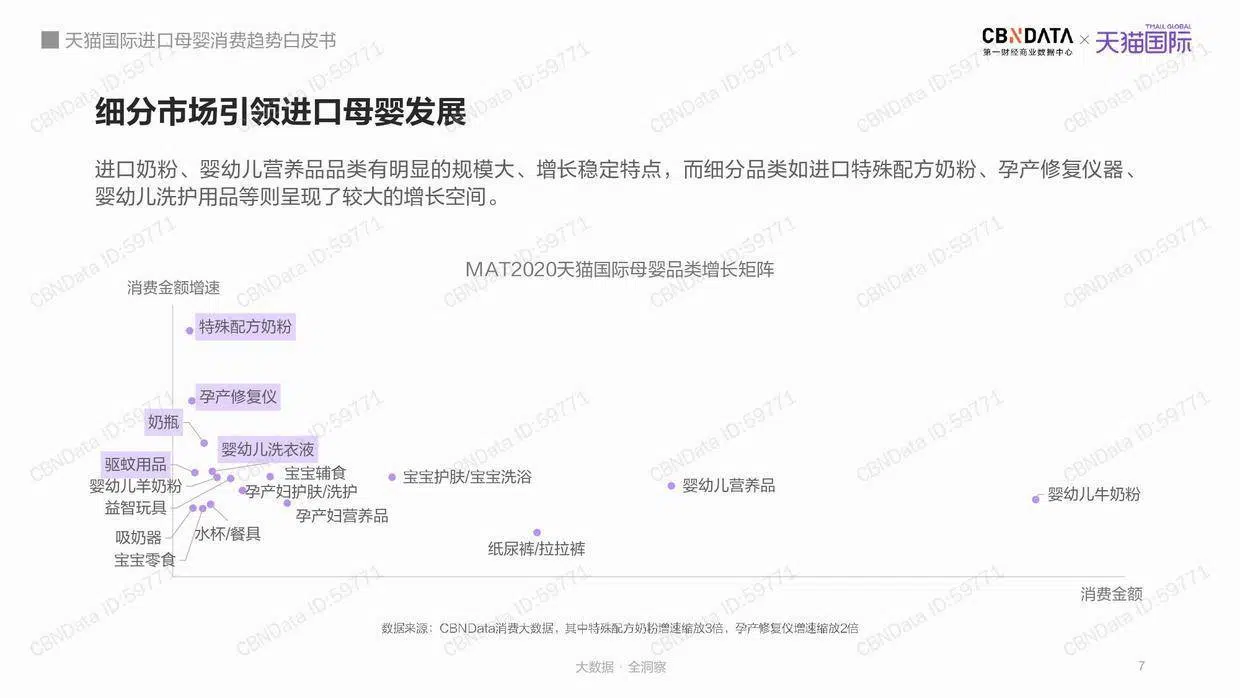 天猫国际进口母婴消费趋势白皮书
CBNDATA × TMALL GLOBAL 天猫国际
第一财经商业数据中心
细分市场引领进口母婴发展
进口奶粉、婴幼儿营养品品类有明显的规模大、增长稳定特点，而细分品类如进口特殊配方奶粉、孕产修复仪器、
婴幼儿洗护用品等则呈现了较大的增长空间。
MAT2020天猫国际母婴品类增长矩阵
消费金额增速
特殊配方奶粉
孕产修复仪
奶瓶
婴幼儿洗衣液
驱蚊用品
宝宝辅食
宝宝护肤/宝宝洗浴
婴幼儿营养品
婴幼儿羊奶粉
孕产妇护肤/洗护
婴幼儿牛奶粉
益智玩具
孕产妇营养品
吸奶器
水杯/餐具
纸尿裤/拉拉裤
宝宝零食
消费金额
数据来源：CBNData消费大数据，其中特殊配方奶粉增速缩放3倍，孕产修复仪增速缩放2倍
大数据 · 全洞察
7
CBNData ID:59771